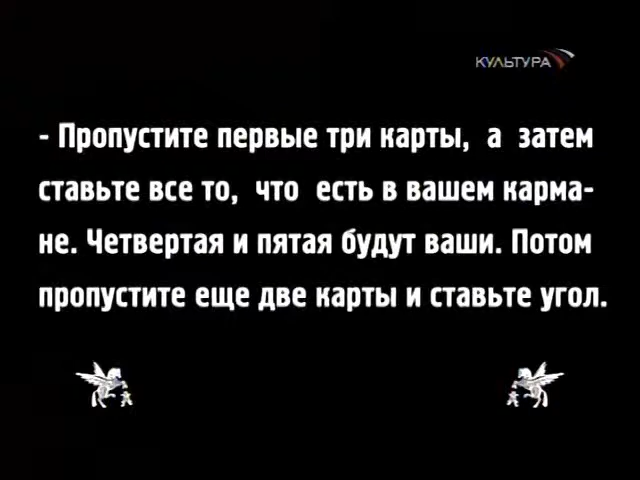 КУЛЬТУРА
- Пропустите первые три карты, а затем
ставьте все то, что есть в вашем карма-
не. Четвертая и пятая будут ваши. Потом
пропустите еще две карты и ставьте угол.